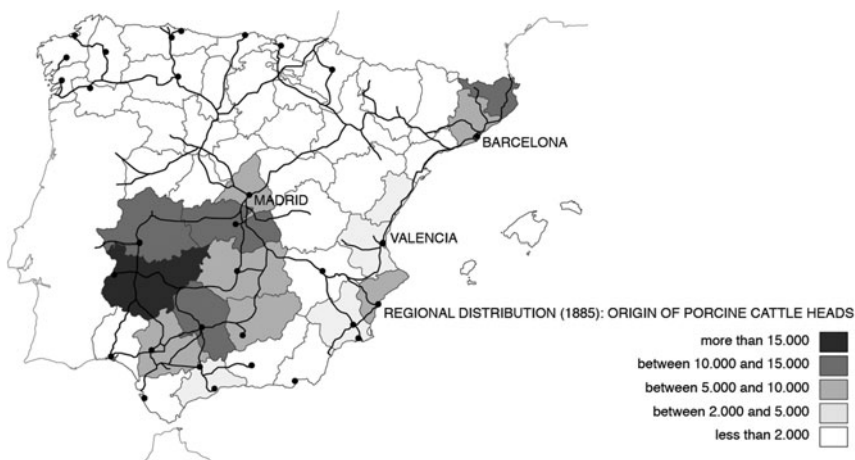 BARCELONA
MADRID
VALENCIA
REGIONAL DISTRIBUTION (1885): ORIGIN OF PORCINE CATTLE HEADS
more than 15.000
between 10.000 and 15.000
between 5.000 and 10.000
between 2.000 and 5.000
less than 2.000